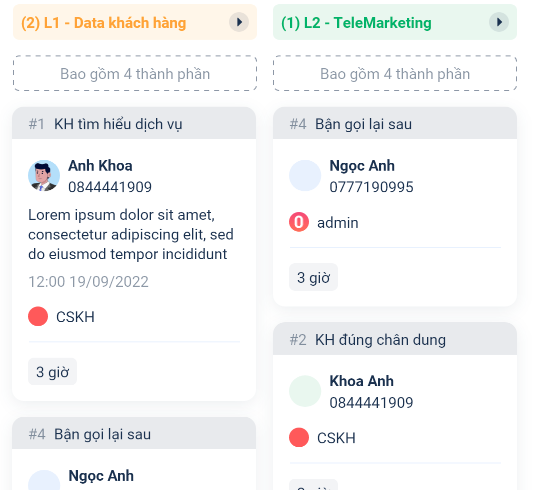 (2) L1 - Data khách hàng
Bao gồm 4 thành phần
#1 KH tìm hiểu dịch vụ
Anh Khoa
0844441909
Lorem ipsum dolor sit amet,
consectetur adipiscing elit, sed
do eiusmod tempor incididunt
12:00 19/09/2022
CSKH
3 giờ
#4 Bận gọi lại sau
Ngọc Anh
(1) L2 - TeleMarketing
Bao gồm 4 thành phần
#4 Bận gọi lại sau
Ngọc Anh
0777190995
0 admin
3 giờ
#2 KH đúng chân dung
Khoa Anh
0844441909
CSKH